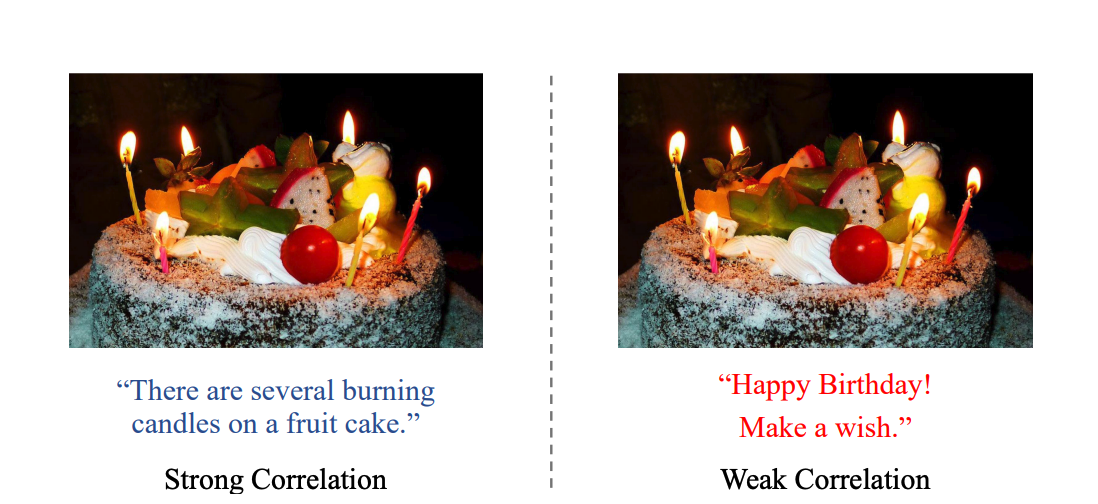 “There are several burning
candles on a fruit cake.”
Strong Correlation
“Happy Birthday!
Make a wish.”
Weak Correlation